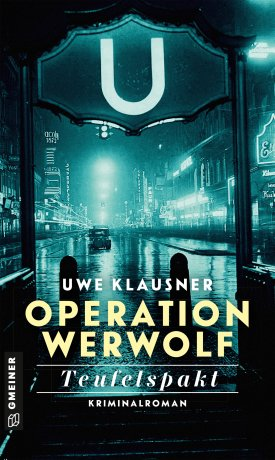 U
UWE KLAUSNER
OPERATION
WERWOLF
Teufelspakt
KRIMINALROMAN
GMEINER